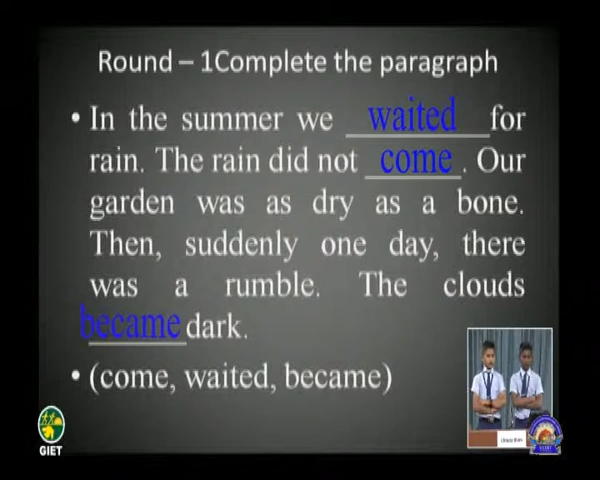 Round – 1Complete the paragraph
• In the summer we waited for
rain. The rain did not come. Our
garden was as dry as a bone.
Then, suddenly one day, there
was a rumble. The clouds
became dark.
• (come, waited, became)
GIET